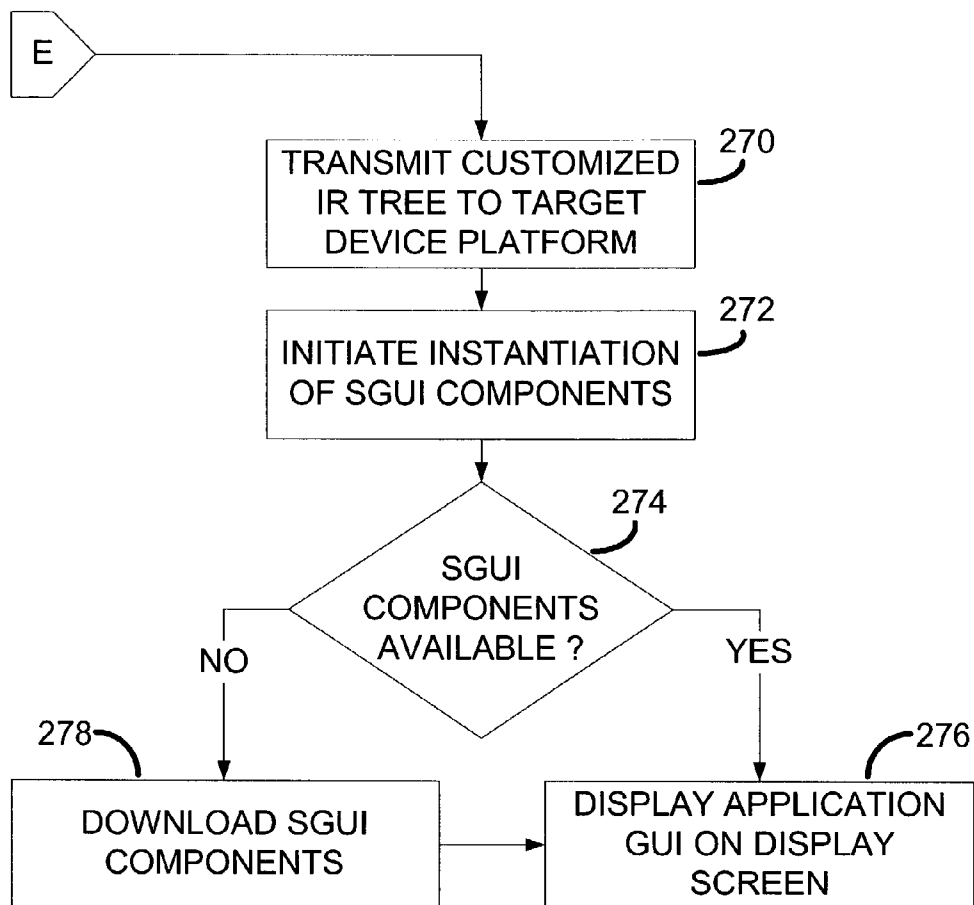 E
270
TRANSMIT CUSTOMIZED
IR TREE TO TARGET
DEVICE PLATFORM
272
INITIATE INSTANTIATION
OF SGUI COMPONENTS
274
SGUI
COMPONENTS
AVAILABLE ?
NO
YES
278
276
DOWNLOAD SGUI
COMPONENTS
DISPLAY APPLICATION
GUI ON DISPLAY
SCREEN